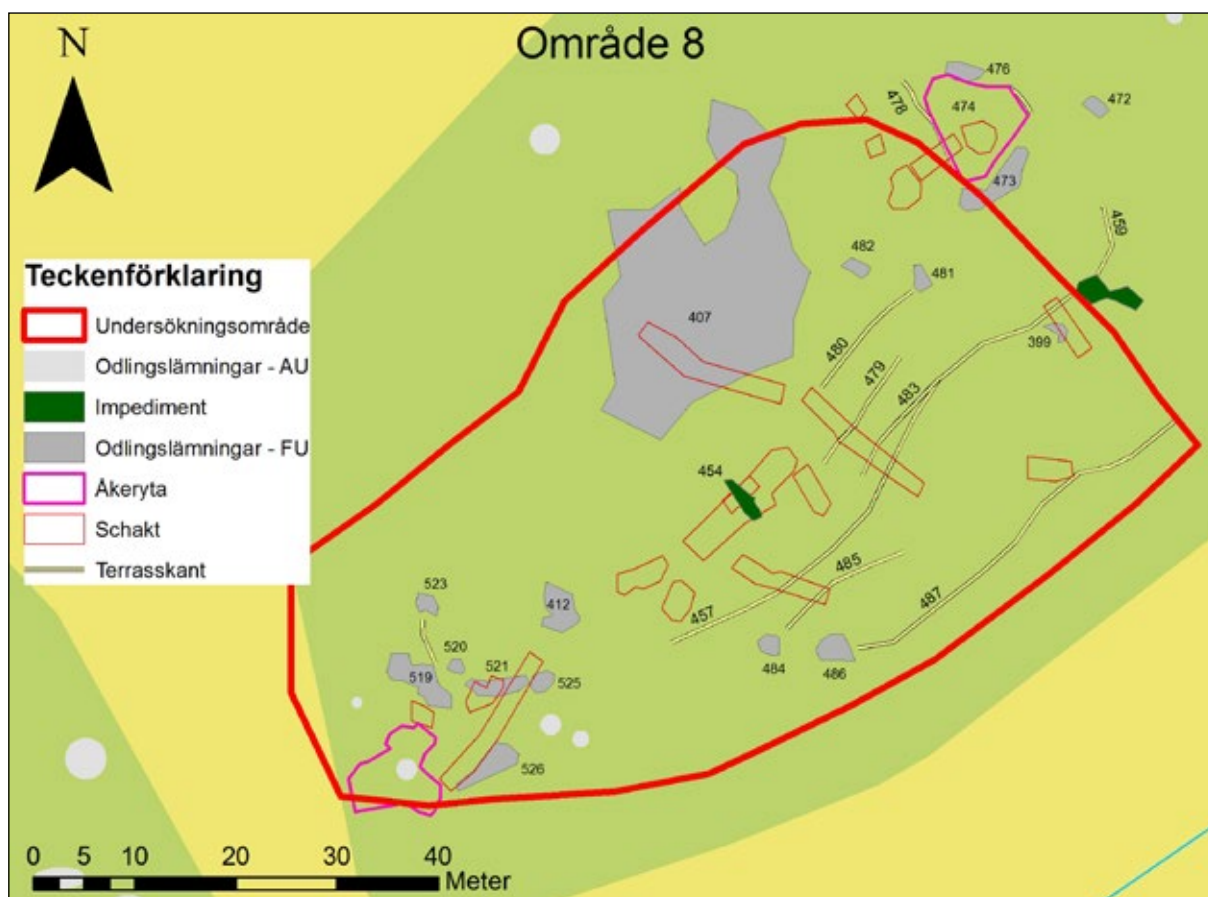 Område 8
N
476
478
474
472
473
459
482
481
407
399
480
479
483
454
485
487
457
523
412
520
521
519
525
484
486
526
Teckenförklaring
Undersökningsområde
Odlingslämningar - AU
Impediment
Odlingslämningar - FU
Åkeryta
Schakt
Terrasskant
0 5 10 20 30 40
Meter